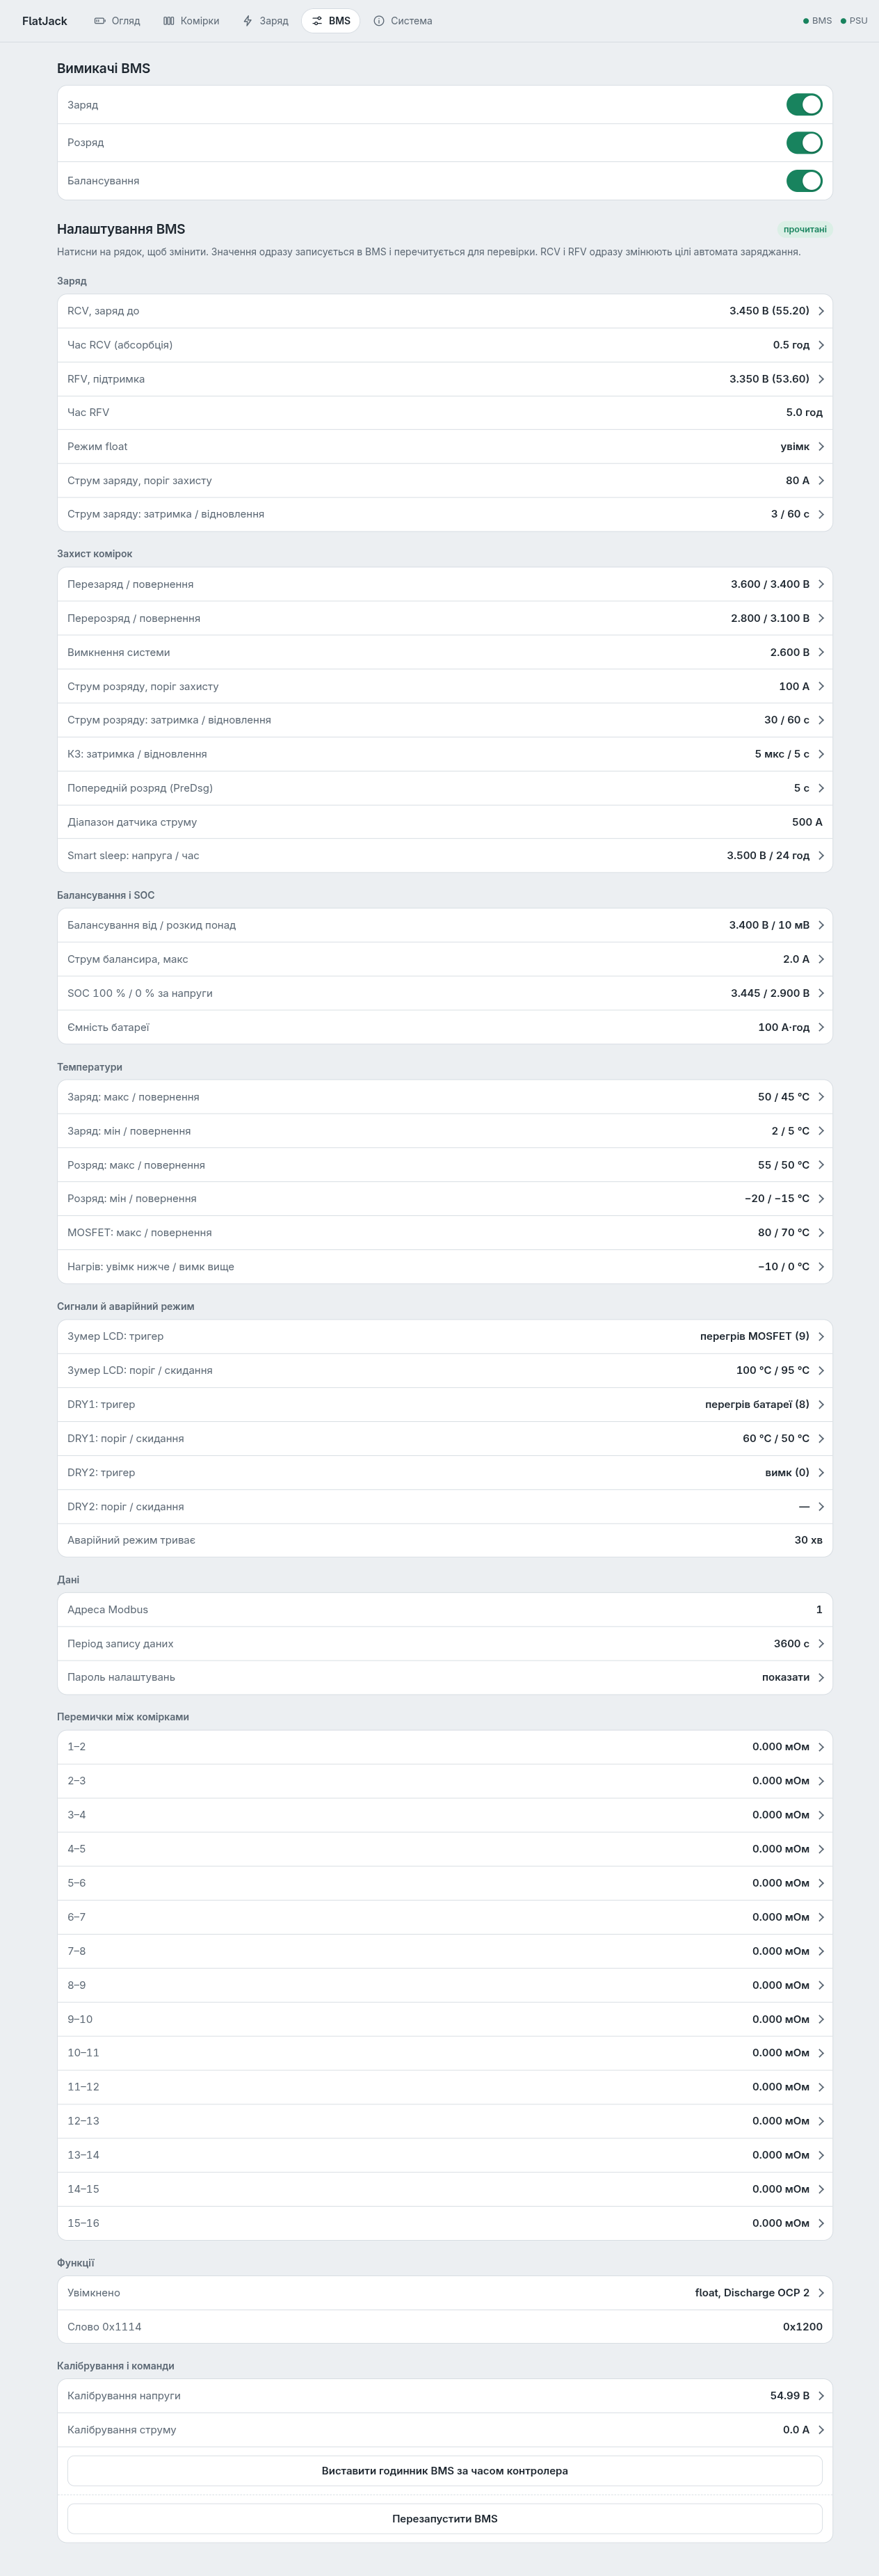 FlatJack Огляд Комірки Заряд BMS Система BMS PSU
Вимикачі BMS
Заряд
Розряд
Балансування
Налаштування BMS прочитані
Натисни на рядок, щоб змінити. Значення одразу записується в BMS і перечитується для перевірки. RCV і RFV одразу змінюють цілі автомата заряджання.
Заряд
RCV, заряд до 3.450 В (55.20)
Час RCV (абсорбція) 0.5 год
RFV, підтримка 3.350 В (53.60)
Час RFV 5.0 год
Режим float увімк
Струм заряду, поріг захисту 80 А
Струм заряду: затримка / відновлення 3 / 60 с
Захист комірок
Перезаряд / повернення 3.600 / 3.400 В
Перерозряд / повернення 2.800 / 3.100 В
Вимкнення системи 2.600 В
Струм розряду, поріг захисту 100 А
Струм розряду: затримка / відновлення 30 / 60 с
КЗ: затримка / відновлення 5 мкс / 5 с
Попередній розряд (PreDsg) 5 с
Діапазон датчика струму 500 А
Smart sleep: напруга / час 3.500 В / 24 год
Балансування і SOC
Балансування від / розкид понад 3.400 В / 10 мВ
Струм балансира, макс 2.0 А
SOC 100 % / 0 % за напруги 3.445 / 2.900 В
Ємність батареї 100 А·год
Температури
Заряд: макс / повернення 50 / 45 °C
Заряд: мін / повернення 2 / 5 °C
Розряд: макс / повернення 55 / 50 °C
Розряд: мін / повернення −20 / −15 °C
MOSFET: макс / повернення 80 / 70 °C
Нагрів: увімк нижче / вимк вище −10 / 0 °C
Сигнали й аварійний режим
Зумер LCD: тригер перегрів MOSFET (9)
Зумер LCD: поріг / скидання 100 °C / 95 °C
DRY1: тригер перегрів батареї (8)
DRY1: поріг / скидання 60 °C / 50 °C
DRY2: тригер вимк (0)
DRY2: поріг / скидання —
Аварійний режим триває 30 хв
Дані
Адреса Modbus 1
Період запису даних 3600 с
Пароль налаштувань показати
Перемички між комірками
1–2 0.000 мОм
2–3 0.000 мОм
3–4 0.000 мОм
4–5 0.000 мОм
5–6 0.000 мОм
6–7 0.000 мОм
7–8 0.000 мОм
8–9 0.000 мОм
9–10 0.000 мОм
10–11 0.000 мОм
11–12 0.000 мОм
12–13 0.000 мОм
13–14 0.000 мОм
14–15 0.000 мОм
15–16 0.000 мОм
Функції
Увімкнено float, Discharge OCP 2
Слово 0x1114 0x1200
Калібрування і команди
Калібрування напруги 54.99 В
Калібрування струму 0.0 А
Виставити годинник BMS за часом контролера
Перезапустити BMS